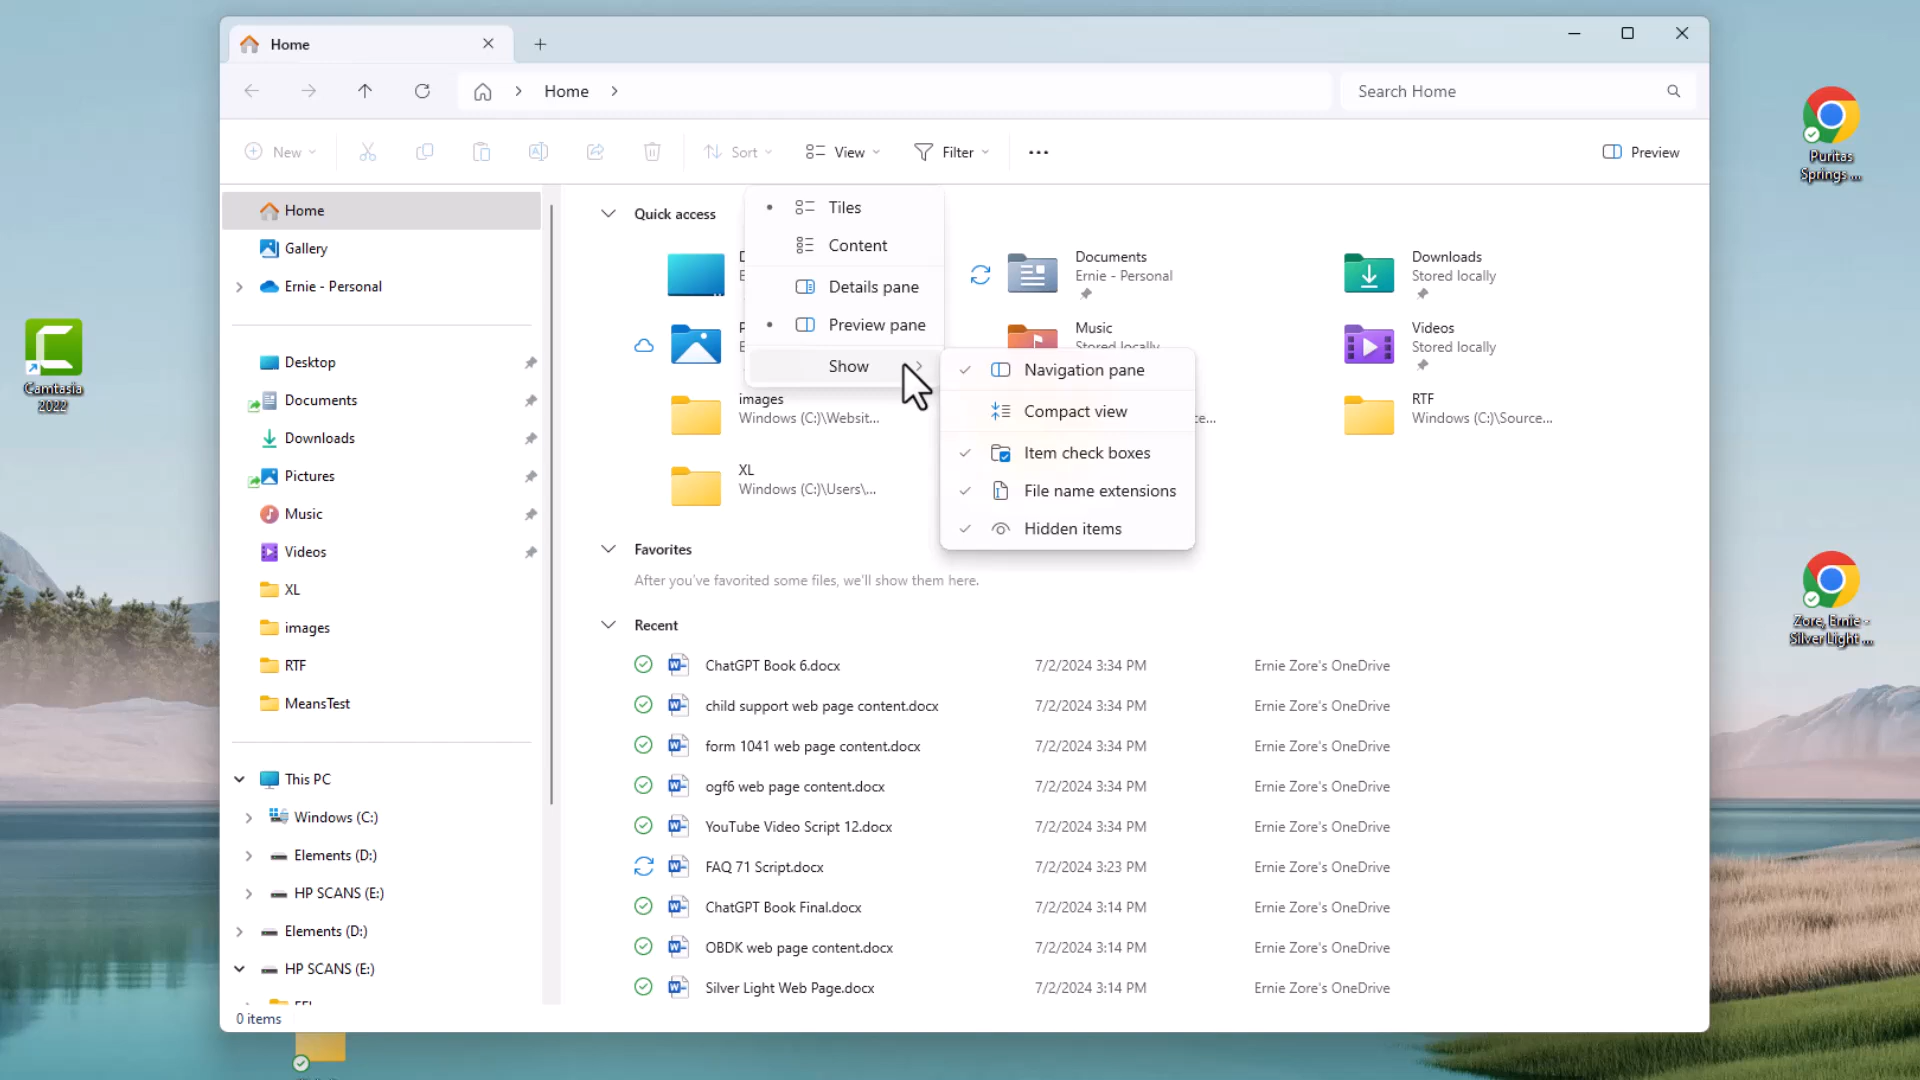 Home
Home
Search Home
New
Sort
View
Filter
Preview
Home
Gallery
Ernie - Personal
Desktop
Documents
Downloads
Pictures
Music
Videos
XL
images
RTF
MeansTest
This PC
Windows (C:)
Elements (D:)
HP SCANS (E:)
Elements (D:)
HP SCANS (E:)
0 items
Quick access
Tiles
Content
Details pane
Preview pane
Show
Navigation pane
Compact view
Item check boxes
File name extensions
Hidden items
Documents
Ernie - Personal
Downloads
Stored locally
Music
Stored locally
Videos
Stored locally
images
Windows (C:)\Websit...
RTF
Windows (C:)\Source...
XL
Windows (C:)\Users\...
Favorites
After you've favorited some files, we'll show them here.
Recent
ChatGPT Book 6.docx 7/2/2024 3:34 PM Ernie Zore's OneDrive
child support web page content.docx 7/2/2024 3:34 PM Ernie Zore's OneDrive
form 1041 web page content.docx 7/2/2024 3:34 PM Ernie Zore's OneDrive
ogf6 web page content.docx 7/2/2024 3:34 PM Ernie Zore's OneDrive
YouTube Video Script 12.docx 7/2/2024 3:34 PM Ernie Zore's OneDrive
FAQ 71 Script.docx 7/2/2024 3:23 PM Ernie Zore's OneDrive
ChatGPT Book Final.docx 7/2/2024 3:14 PM Ernie Zore's OneDrive
OBDK web page content.docx 7/2/2024 3:14 PM Ernie Zore's OneDrive
Silver Light Web Page.docx 7/2/2024 3:14 PM Ernie Zore's OneDrive
Camtasia
2022
Puritas
Springs ...
Zore, Ernie -
Silver Light ...